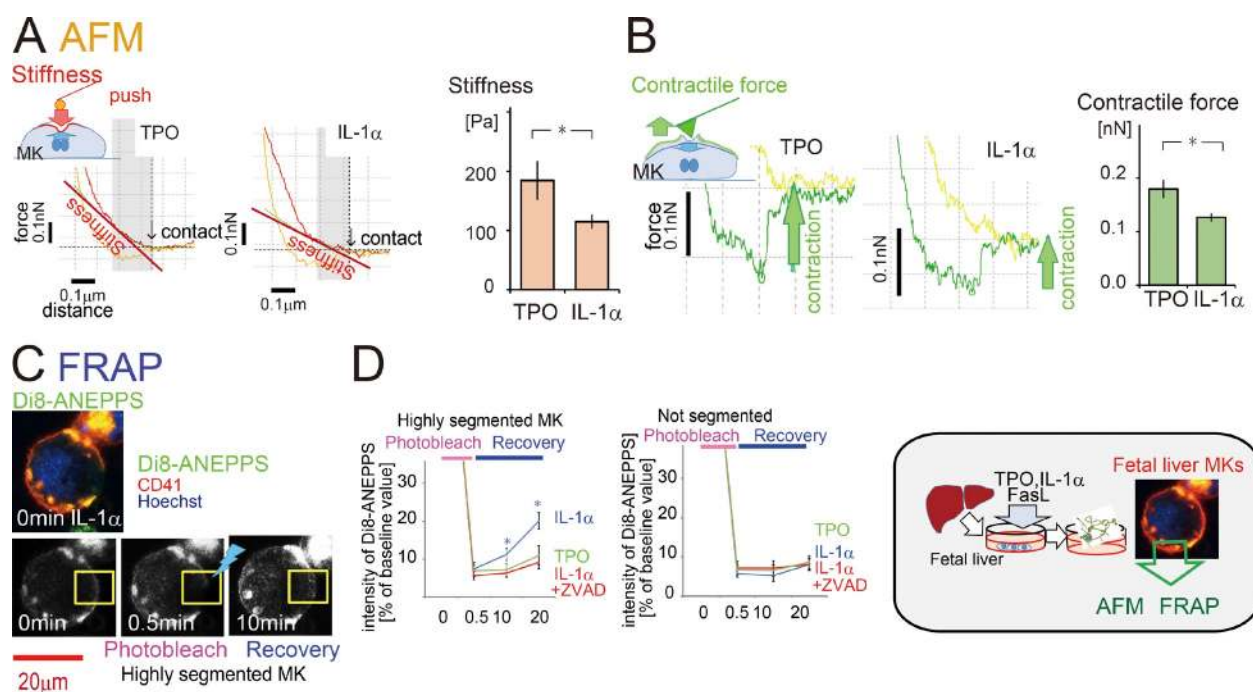 A AFM
Stiffness
push
TPO
MK
IL-1α
force
0.1nN
Stiffness
contact
0.1μm
distance
0.1nN
Stiffness
contact
0.1μm
Stiffness
[Pa]
*
200
100
0
TPO IL-1α
B
Contractile force
MK
TPO
force
0.1nN
contraction
IL-1α
0.1nN
contraction
Contractile force
[nN]
*
0.2
0.1
0.0
TPO IL-1α
C FRAP
Di8-ANEPPS
0min IL-1α
Di8-ANEPPS
CD41
Hoechst
0min
0.5min
10min
Photobleach Recovery
20μm
Highly segmented MK
D
Highly segmented MK
Photobleach Recovery
intensity of Di8-ANEPPS
[% of baseline value]
30
20
10
*
*
IL-1α
TPO
IL-1α
+ZVAD
0 0.5 10 20
Not segmented
Photobleach Recovery
intensity of Di8-ANEPPS]
[% of baseline value]
30
20
10
TPO
IL-1α
IL-1α
+ZVAD
0 0.5 10 20
Fetal liver MKs
TPO,IL-1α
FasL
Fetal liver
AFM FRAP